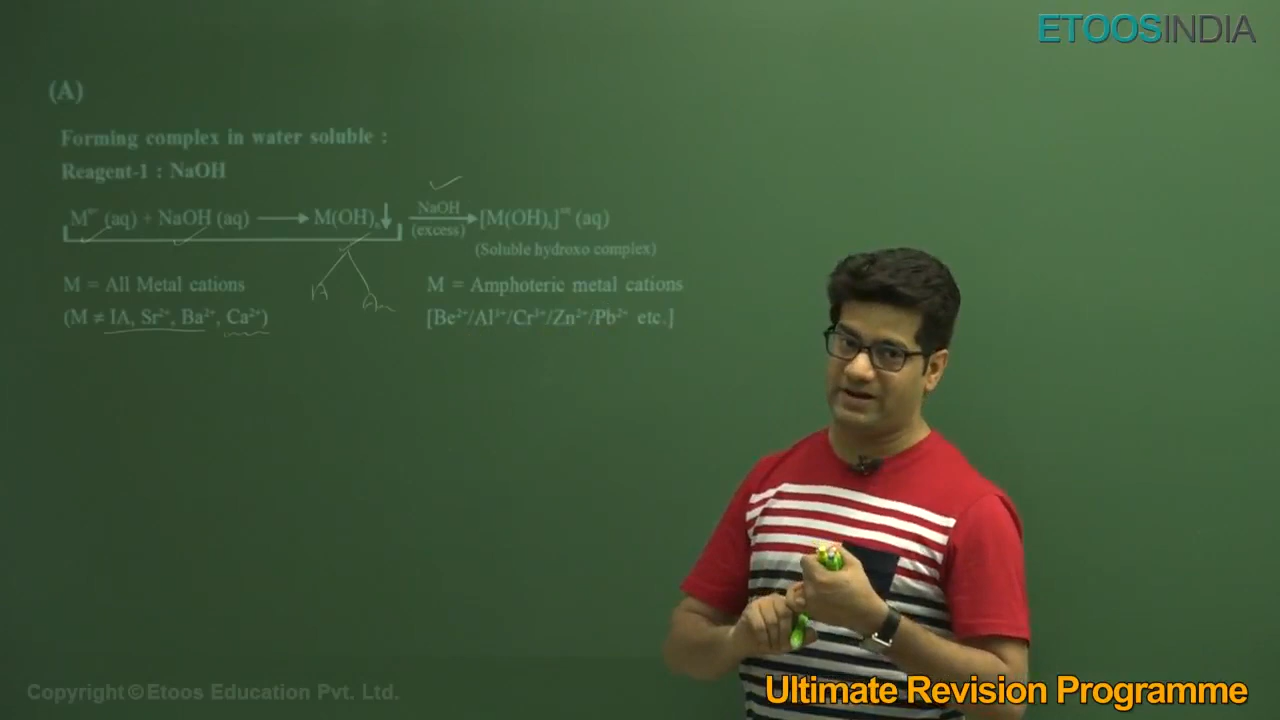 ETOOSINDIA
(A)
Forming complex in water soluble :
Reagent-1 : NaOH
Mⁿ⁺ (aq) + NaOH (aq) ⟶ M(OH)ₙ↓ NaOH (excess) ⟶ [M(OH)ₓ] (aq)
(Soluble hydroxo complex)
M = All Metal cations M = Amphoteric metal cations
(M ≠ IA, Sr²⁺, Ba²⁺, Ca²⁺) [Be²⁺/Al³⁺/Cr³⁺/Zn²⁺/Pb²⁺ etc.]
Copyright © Etoos Education Pvt. Ltd.
Ultimate Revision Programme